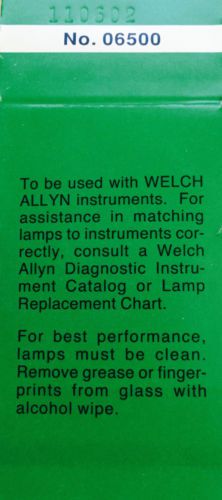 110602
No. 06500
To be used with WELCH
ALLYN instruments. For
assistance in matching
lamps to instruments cor-
rectly, consult a Welch
Allyn Diagnostic Instru-
ment Catalog or Lamp
Replacement Chart.
For best performance,
lamps must be clean.
Remove grease or finger-
prints from glass with
alcohol wipe.